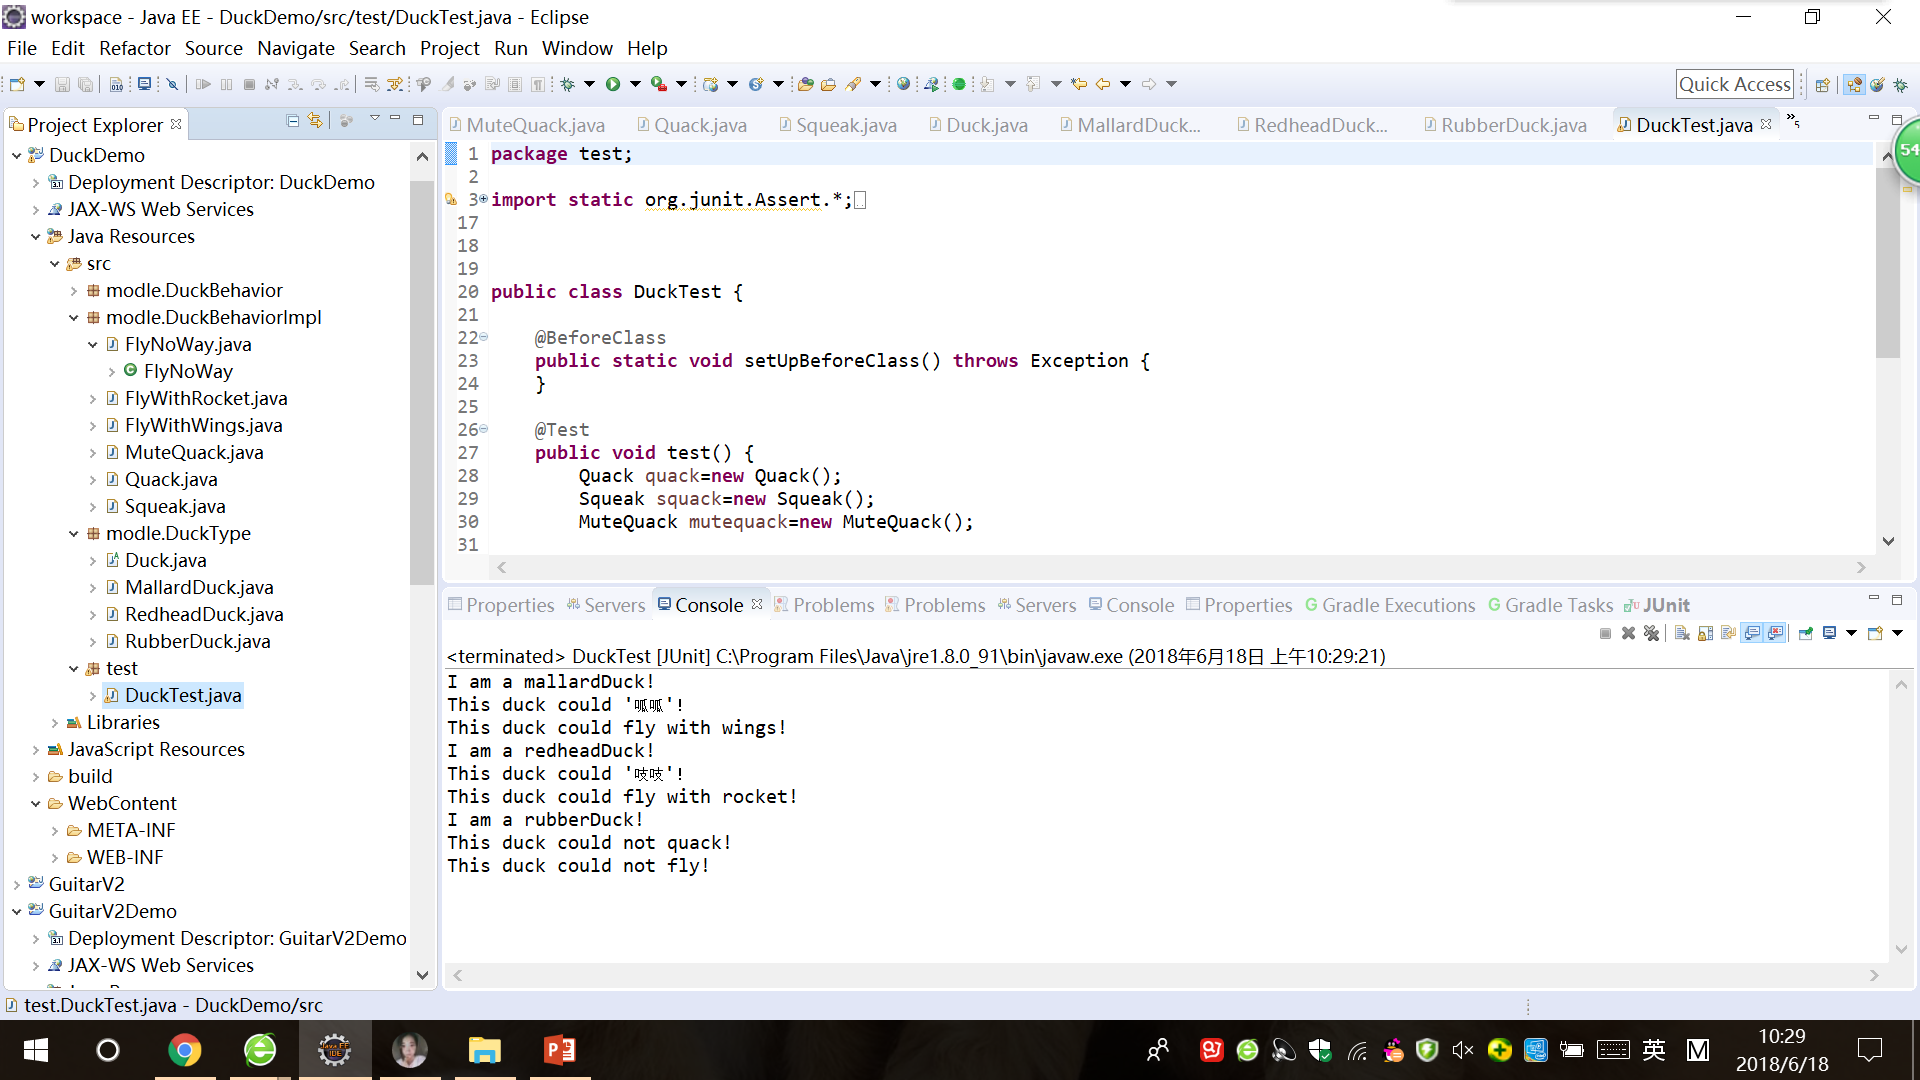 workspace - Java EE - DuckDemo/src/test/DuckTest.java - Eclipse
File Edit Refactor Source Navigate Search Project Run Window Help
Quick Access
Project Explorer
DuckDemo
Deployment Descriptor: DuckDemo
JAX-WS Web Services
Java Resources
src
modle.DuckBehavior
modle.DuckBehaviorImpl
FlyNoWay.java
FlyNoWay
FlyWithRocket.java
FlyWithWings.java
MuteQuack.java
Quack.java
Squeak.java
modle.DuckType
Duck.java
MallardDuck.java
RedheadDuck.java
RubberDuck.java
test
DuckTest.java
Libraries
JavaScript Resources
build
WebContent
META-INF
WEB-INF
GuitarV2
GuitarV2Demo
Deployment Descriptor: GuitarV2Demo
JAX-WS Web Services
MuteQuack.java Quack.java Squeak.java Duck.java MallardDuck... RedheadDuck... RubberDuck.java DuckTest.java 5
54
1 package test;
2
3 import static org.junit.Assert.*;
17
18
19
20 public class DuckTest {
21
22 @BeforeClass
23 public static void setUpBeforeClass() throws Exception {
24 }
25
26 @Test
27 public void test() {
28 Quack quack=new Quack();
29 Squeak squack=new Squeak();
30 MuteQuack mutequack=new MuteQuack();
31
Properties Servers Console Problems Problems Servers Console Properties Gradle Executions Gradle Tasks JUnit
<terminated> DuckTest [JUnit] C:\Program Files\Java\jre1.8.0_91\bin\javaw.exe (2018年6月18日 上午10:29:21)
I am a mallardDuck!
This duck could '呱呱'!
This duck could fly with wings!
I am a redheadDuck!
This duck could '吱吱'!
This duck could fly with rocket!
I am a rubberDuck!
This duck could not quack!
This duck could not fly!
test.DuckTest.java - DuckDemo/src
英
M
10:29
2018/6/18